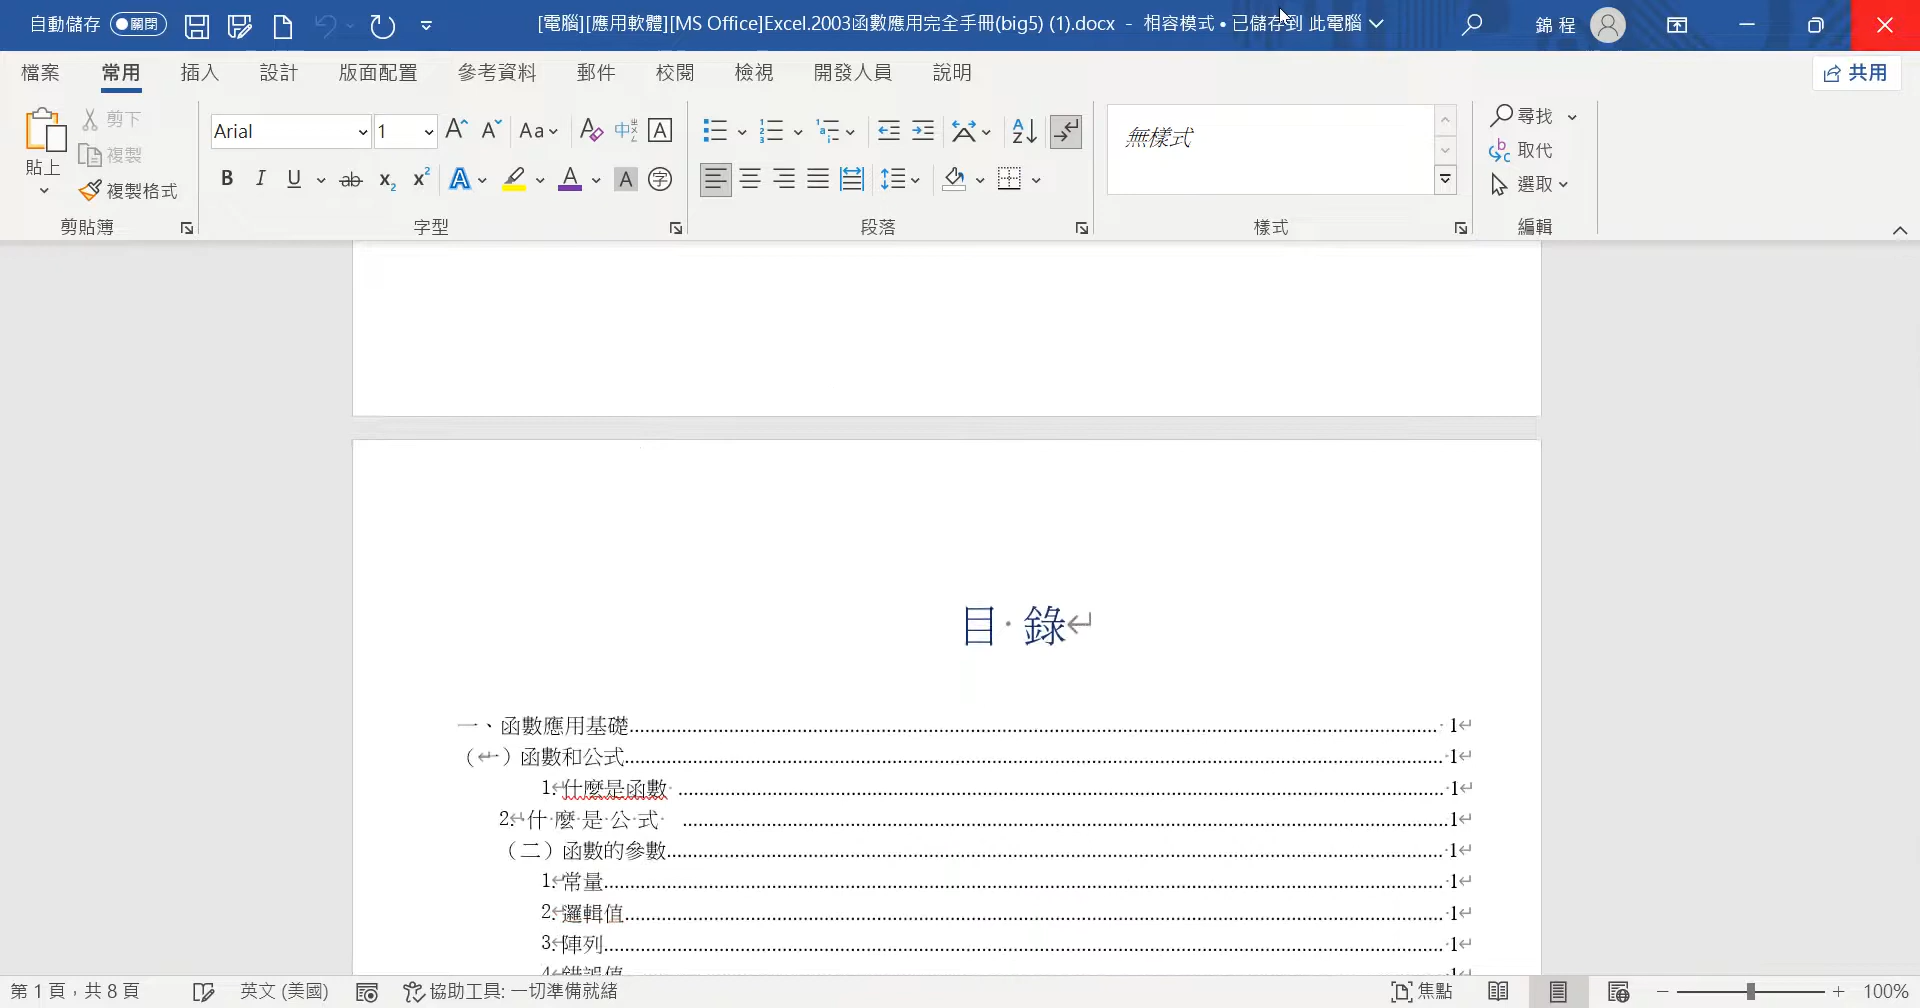 自動儲存 關閉 [電腦][應用軟體][MS Office]Excel.2003函數應用完全手冊(big5) (1).docx - 相容模式 • 已儲存到 此電腦 錦 程
檔案 常用 插入 設計 版面配置 參考資料 郵件 校閱 檢視 開發人員 說明 共用
貼上 剪下 複製 複製格式 剪貼簿
Arial 1 Aa 字型
段落
無樣式 樣式
尋找 取代 選取 編輯
目 錄
一、函數應用基礎 1
(一)函數和公式 1
1.什麼是函數 1
2.什麼是公式 1
(二)函數的參數 1
1.常量 1
2.邏輯值 1
3.陣列 1
4.錯誤值 1
第 1 頁，共 8 頁 英文 (美國) 協助工具: 一切準備就緒 焦點 100%